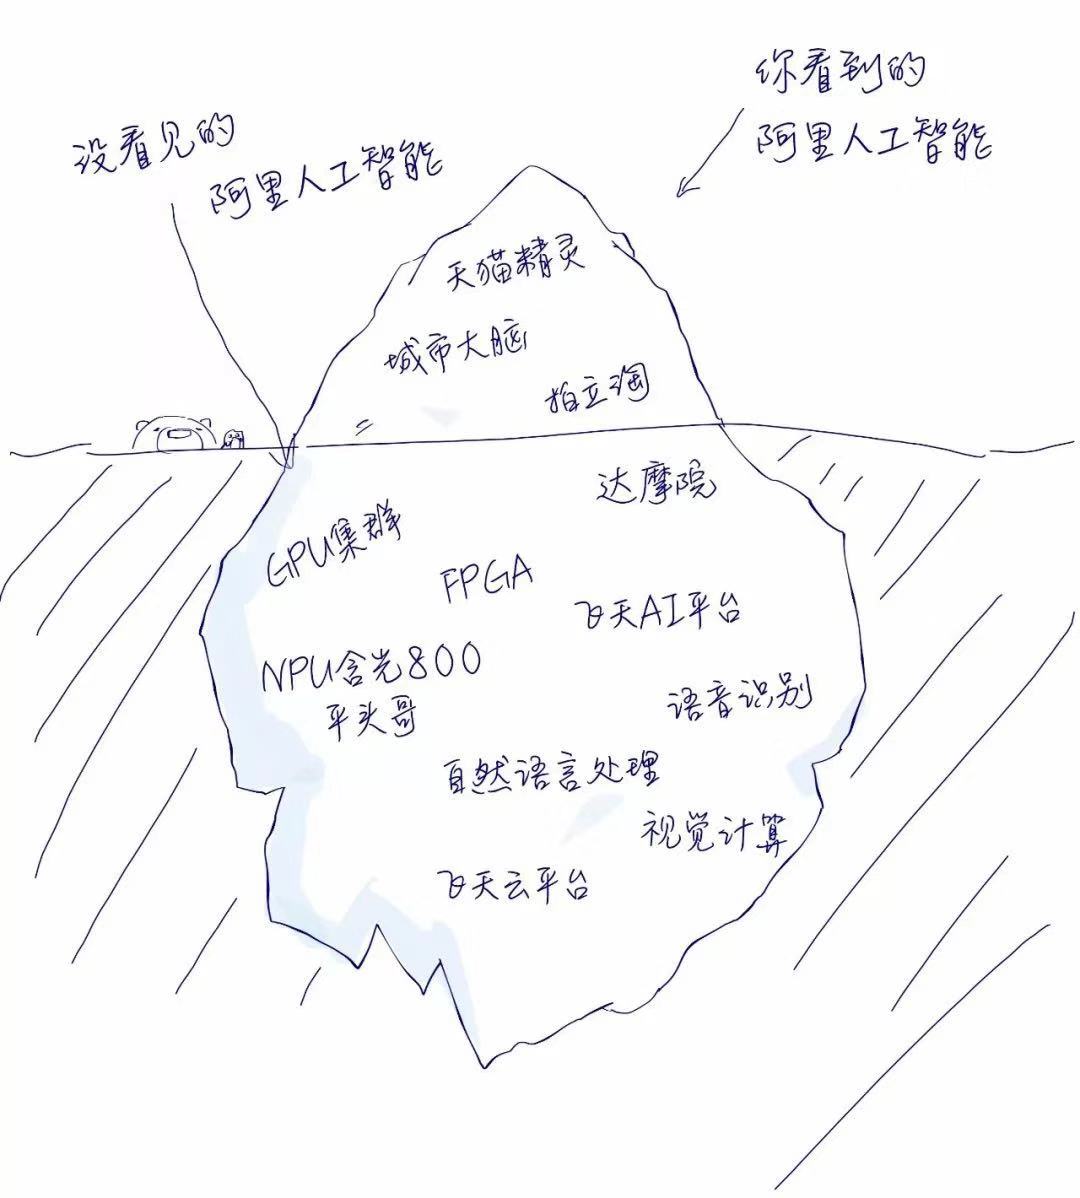 没看见的
阿里人工智能
你看到的
阿里人工智能
天猫精灵
城市大脑
拍立淘
达摩院
GPU集群
FPGA
飞天AI平台
NPU含光800
平头哥
语音识别
自然语言处理
视觉计算
飞天云平台